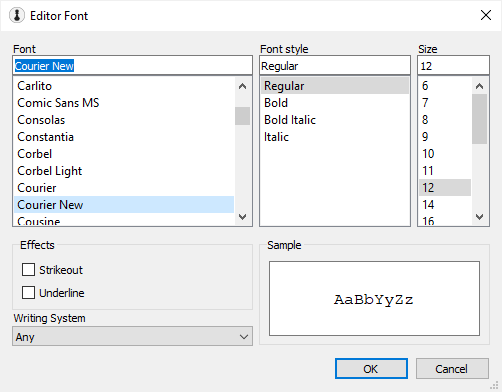 Editor Font
Font
Font style
Size
Courier New
Regular
12
Carlito
Comic Sans MS
Consolas
Constantia
Corbel
Corbel Light
Courier
Courier New
Cousine
Regular
Bold
Bold Italic
Italic
6
7
8
9
10
11
12
14
16
Effects
Strikeout
Underline
Sample
AaBbYyZz
Writing System
Any
OK
Cancel